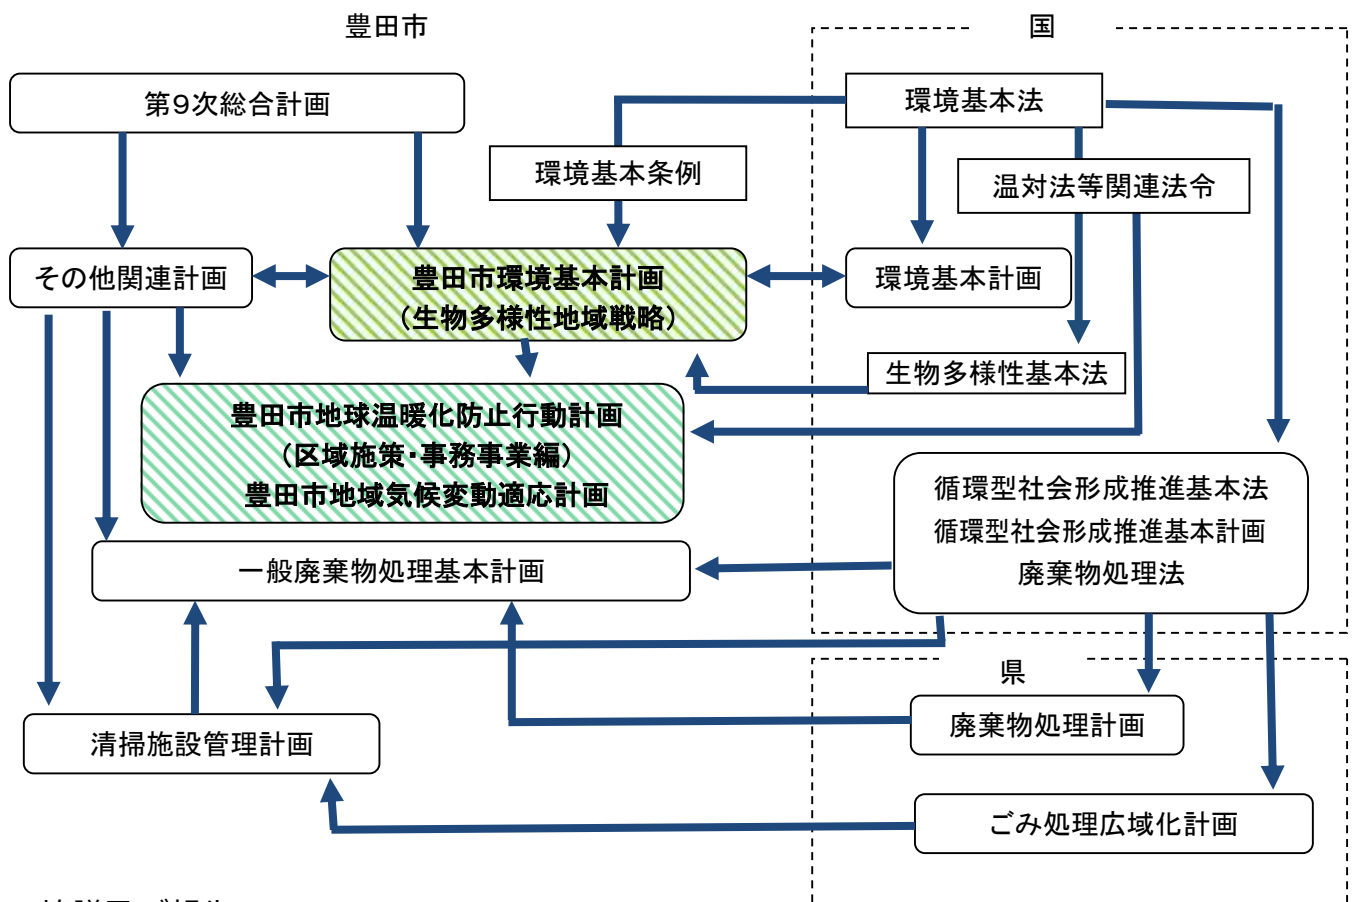 豊田市
国
第9次総合計画
環境基本法
環境基本条例
温対法等関連法令
その他関連計画
豊田市環境基本計画
(生物多様性地域戦略)
環境基本計画
生物多様性基本法
豊田市地球温暖化防止行動計画
(区域施策・事務事業編)
豊田市地域気候変動適応計画
循環型社会形成推進基本法
循環型社会形成推進基本計画
廃棄物処理法
一般廃棄物処理基本計画
県
清掃施設管理計画
廃棄物処理計画
ごみ処理広域化計画